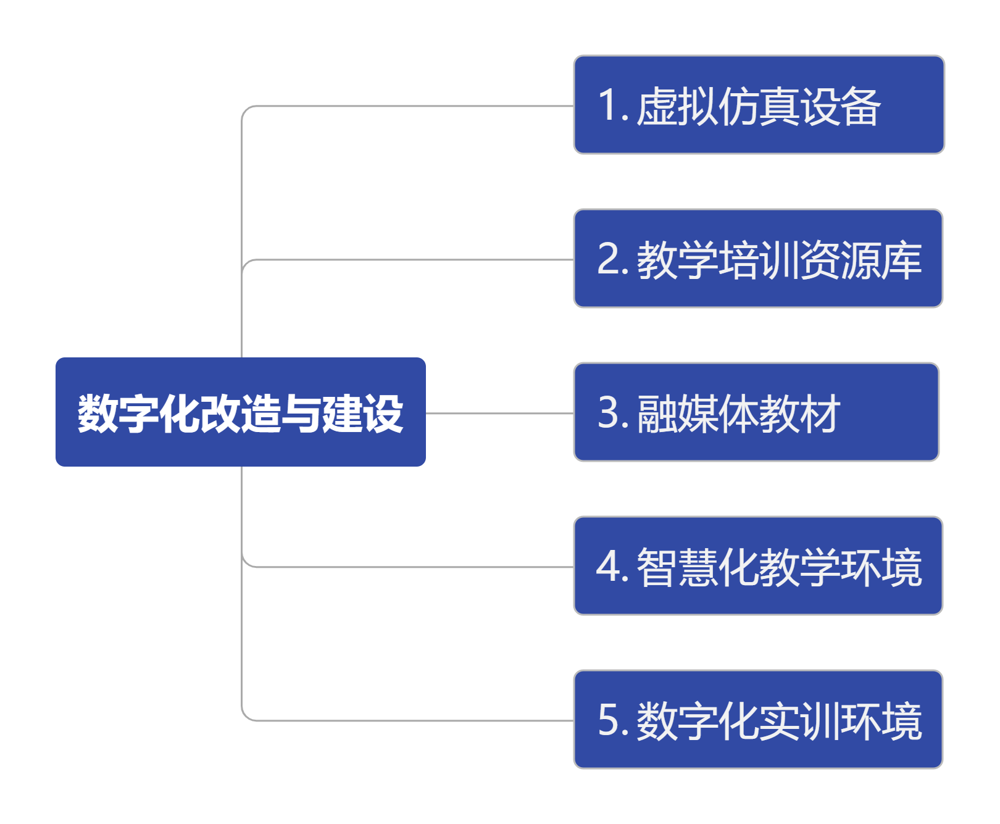 1. 虚拟仿真设备
2. 教学培训资源库
数字化改造与建设
3. 融媒体教材
4. 智慧化教学环境
5. 数字化实训环境